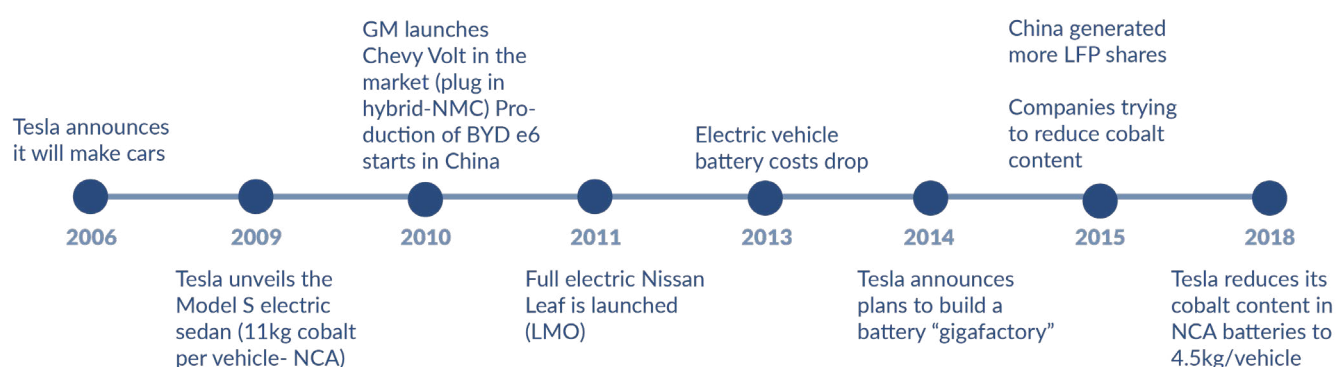 Tesla announces
it will make cars
2006
2009
Tesla unveils the
Model S electric
sedan (11kg cobalt
per vehicle- NCA)
GM launches
Chevy Volt in the
market (plug in
hybrid-NMC) Pro-
duction of BYD e6
starts in China
2010
2011
Full electric Nissan
Leaf is launched
(LMO)
Electric vehicle
battery costs drop
2013
2014
Tesla announces
plans to build a
battery “gigafactory”
China generated
more LFP shares
Companies trying
to reduce cobalt
content
2015
2018
Tesla reduces its
cobalt content in
NCA batteries to
4.5kg/vehicle